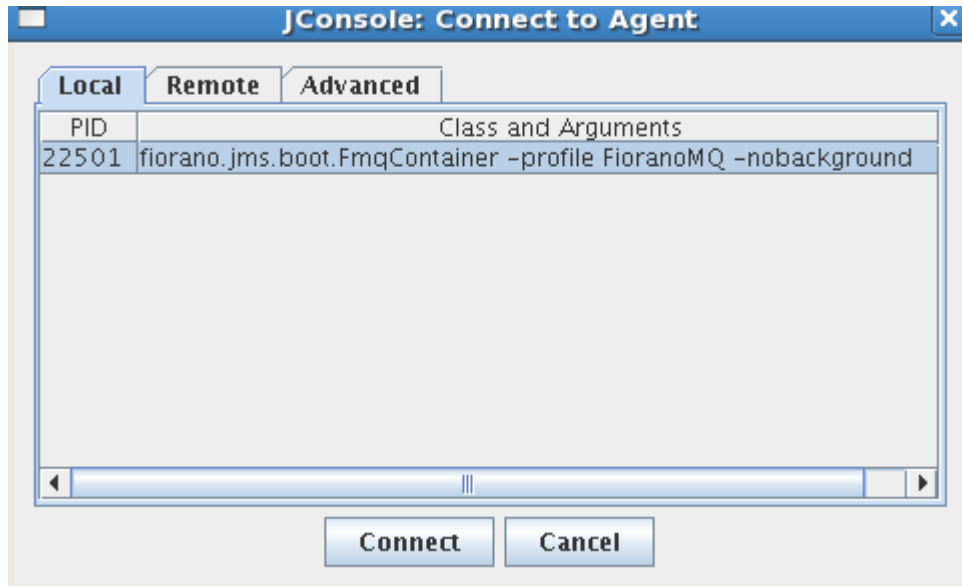 JConsole: Connect to Agent
Local Remote Advanced
PID Class and Arguments
22501 fiorano.jms.boot.FmqContainer -profile FioranoMQ -nobackground
Connect Cancel